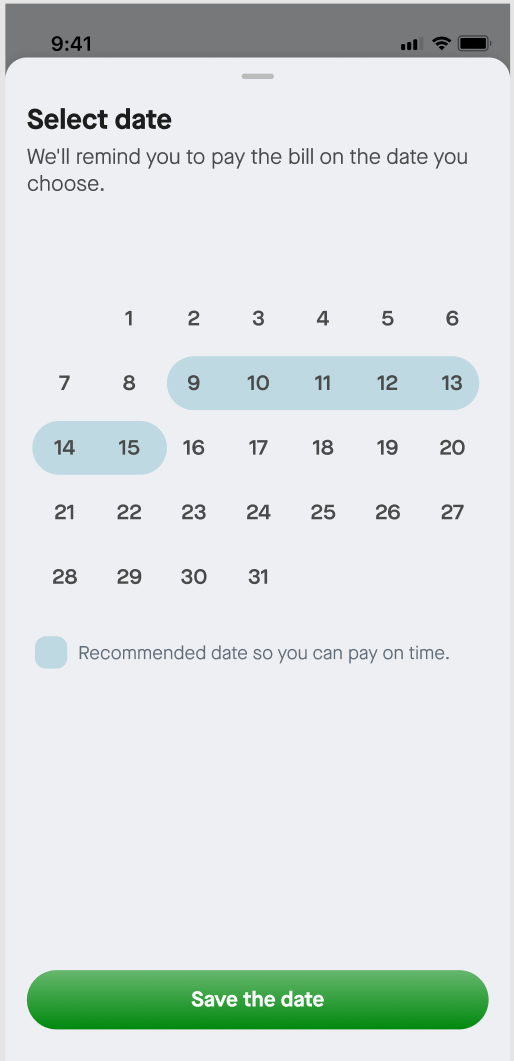 9:41
Select date
We'll remind you to pay the bill on the date you
choose.
1 2 3 4 5 6
7 8 9 10 11 12 13
14 15 16 17 18 19 20
21 22 23 24 25 26 27
28 29 30 31
Recommended date so you can pay on time.
Save the date